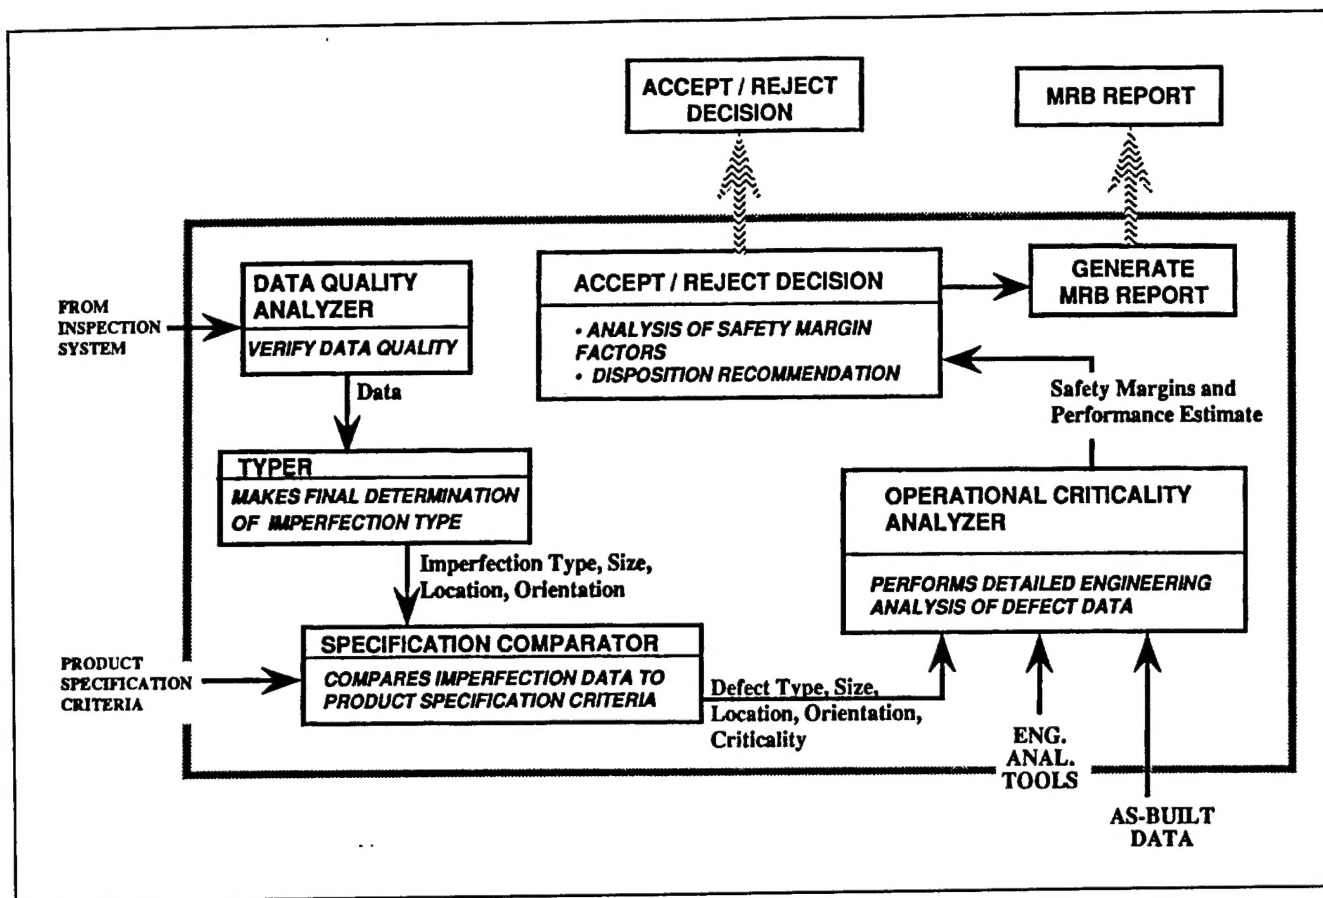 ACCEPT / REJECT
DECISION
MRB REPORT
DATA QUALITY
ANALYZER
VERIFY DATA QUALITY
FROM
INSPECTION
SYSTEM
ACCEPT / REJECT DECISION
• ANALYSIS OF SAFETY MARGIN
FACTORS
• DISPOSITION RECOMMENDATION
GENERATE
MRB REPORT
Data
Safety Margins and
Performance Estimate
TYPER
MAKES FINAL DETERMINATION
OF IMPERFECTION TYPE
OPERATIONAL CRITICALITY
ANALYZER
PERFORMS DETAILED ENGINEERING
ANALYSIS OF DEFECT DATA
Imperfection Type, Size,
Location, Orientation
PRODUCT
SPECIFICATION
CRITERIA
SPECIFICATION COMPARATOR
COMPARES IMPERFECTION DATA TO
PRODUCT SPECIFICATION CRITERIA
Defect Type, Size,
Location, Orientation,
Criticality
ENG.
ANAL.
TOOLS
AS-BUILT
DATA